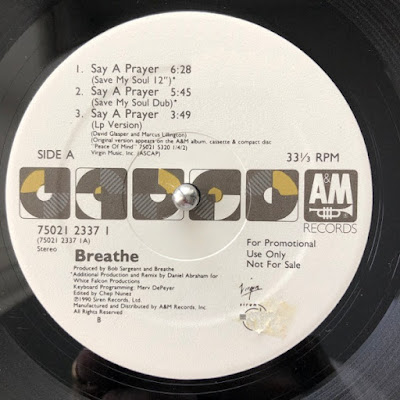 1. Say A Prayer 6:28
(Save My Soul 12")*
2. Say A Prayer 5:45
(Save My Soul Dub)*
3. Say A Prayer 3:49
(Lp Version)
(David Glasper and Marcus Lillington)
(Original version appears on the A&M album, cassette & compact disc
"Peace Of Mind" 75021 5320 1/4/2)
Virgin Music, Inc. (ASCAP)
SIDE A
33⅓ RPM
A&M
RECORDS
75021 2337 1
(75021 2337 1A)
Stereo
Breathe
For Promotional
Use Only
Not For Sale
Produced by Bob Sargeant and Breathe
*Additional Production and Remix by Daniel Abraham for
White Falcon Productions
Keyboard Programming: Merv DePeyer
Edited by Chep Nunez
©1990 Siren Records, Ltd.
Manufactured and Distributed by A&M Records, Inc
All Rights Reserved
B
Virgin